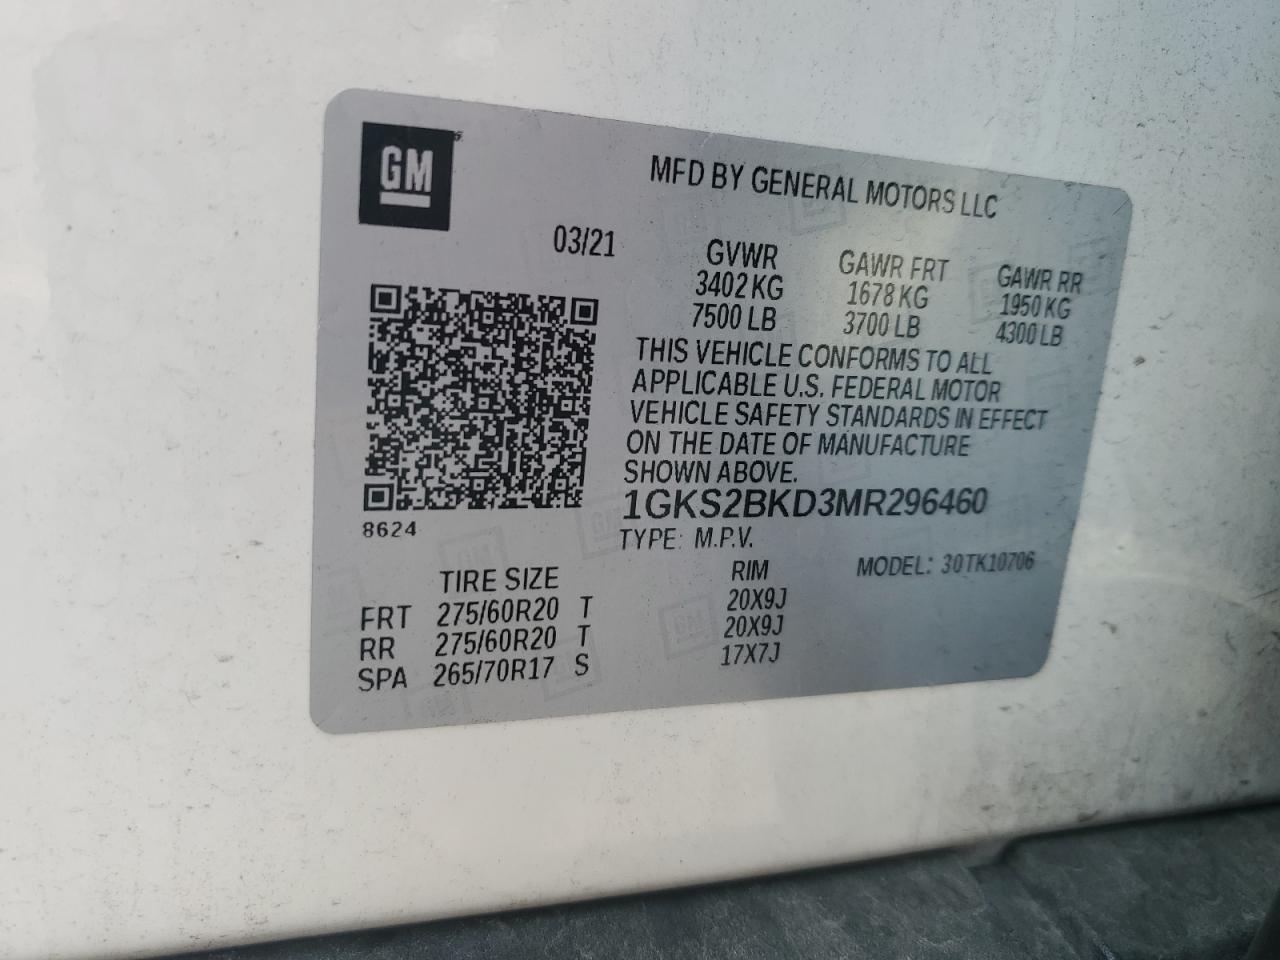 GM
MFD BY GENERAL MOTORS LLC
03/21
GVWR GAWR FRT GAWR RR
3402 KG 1678 KG 1950 KG
7500 LB 3700 LB 4300 LB
THIS VEHICLE CONFORMS TO ALL
APPLICABLE U.S. FEDERAL MOTOR
VEHICLE SAFETY STANDARDS IN EFFECT
ON THE DATE OF MANUFACTURE
SHOWN ABOVE.
1GKS2BKD3MR296460
8624
TYPE: M.P.V.
MODEL: 30TK10706
TIRE SIZE RIM
FRT 275/60R20 T 20X9J
RR 275/60R20 T 20X9J
SPA 265/70R17 S 17X7J